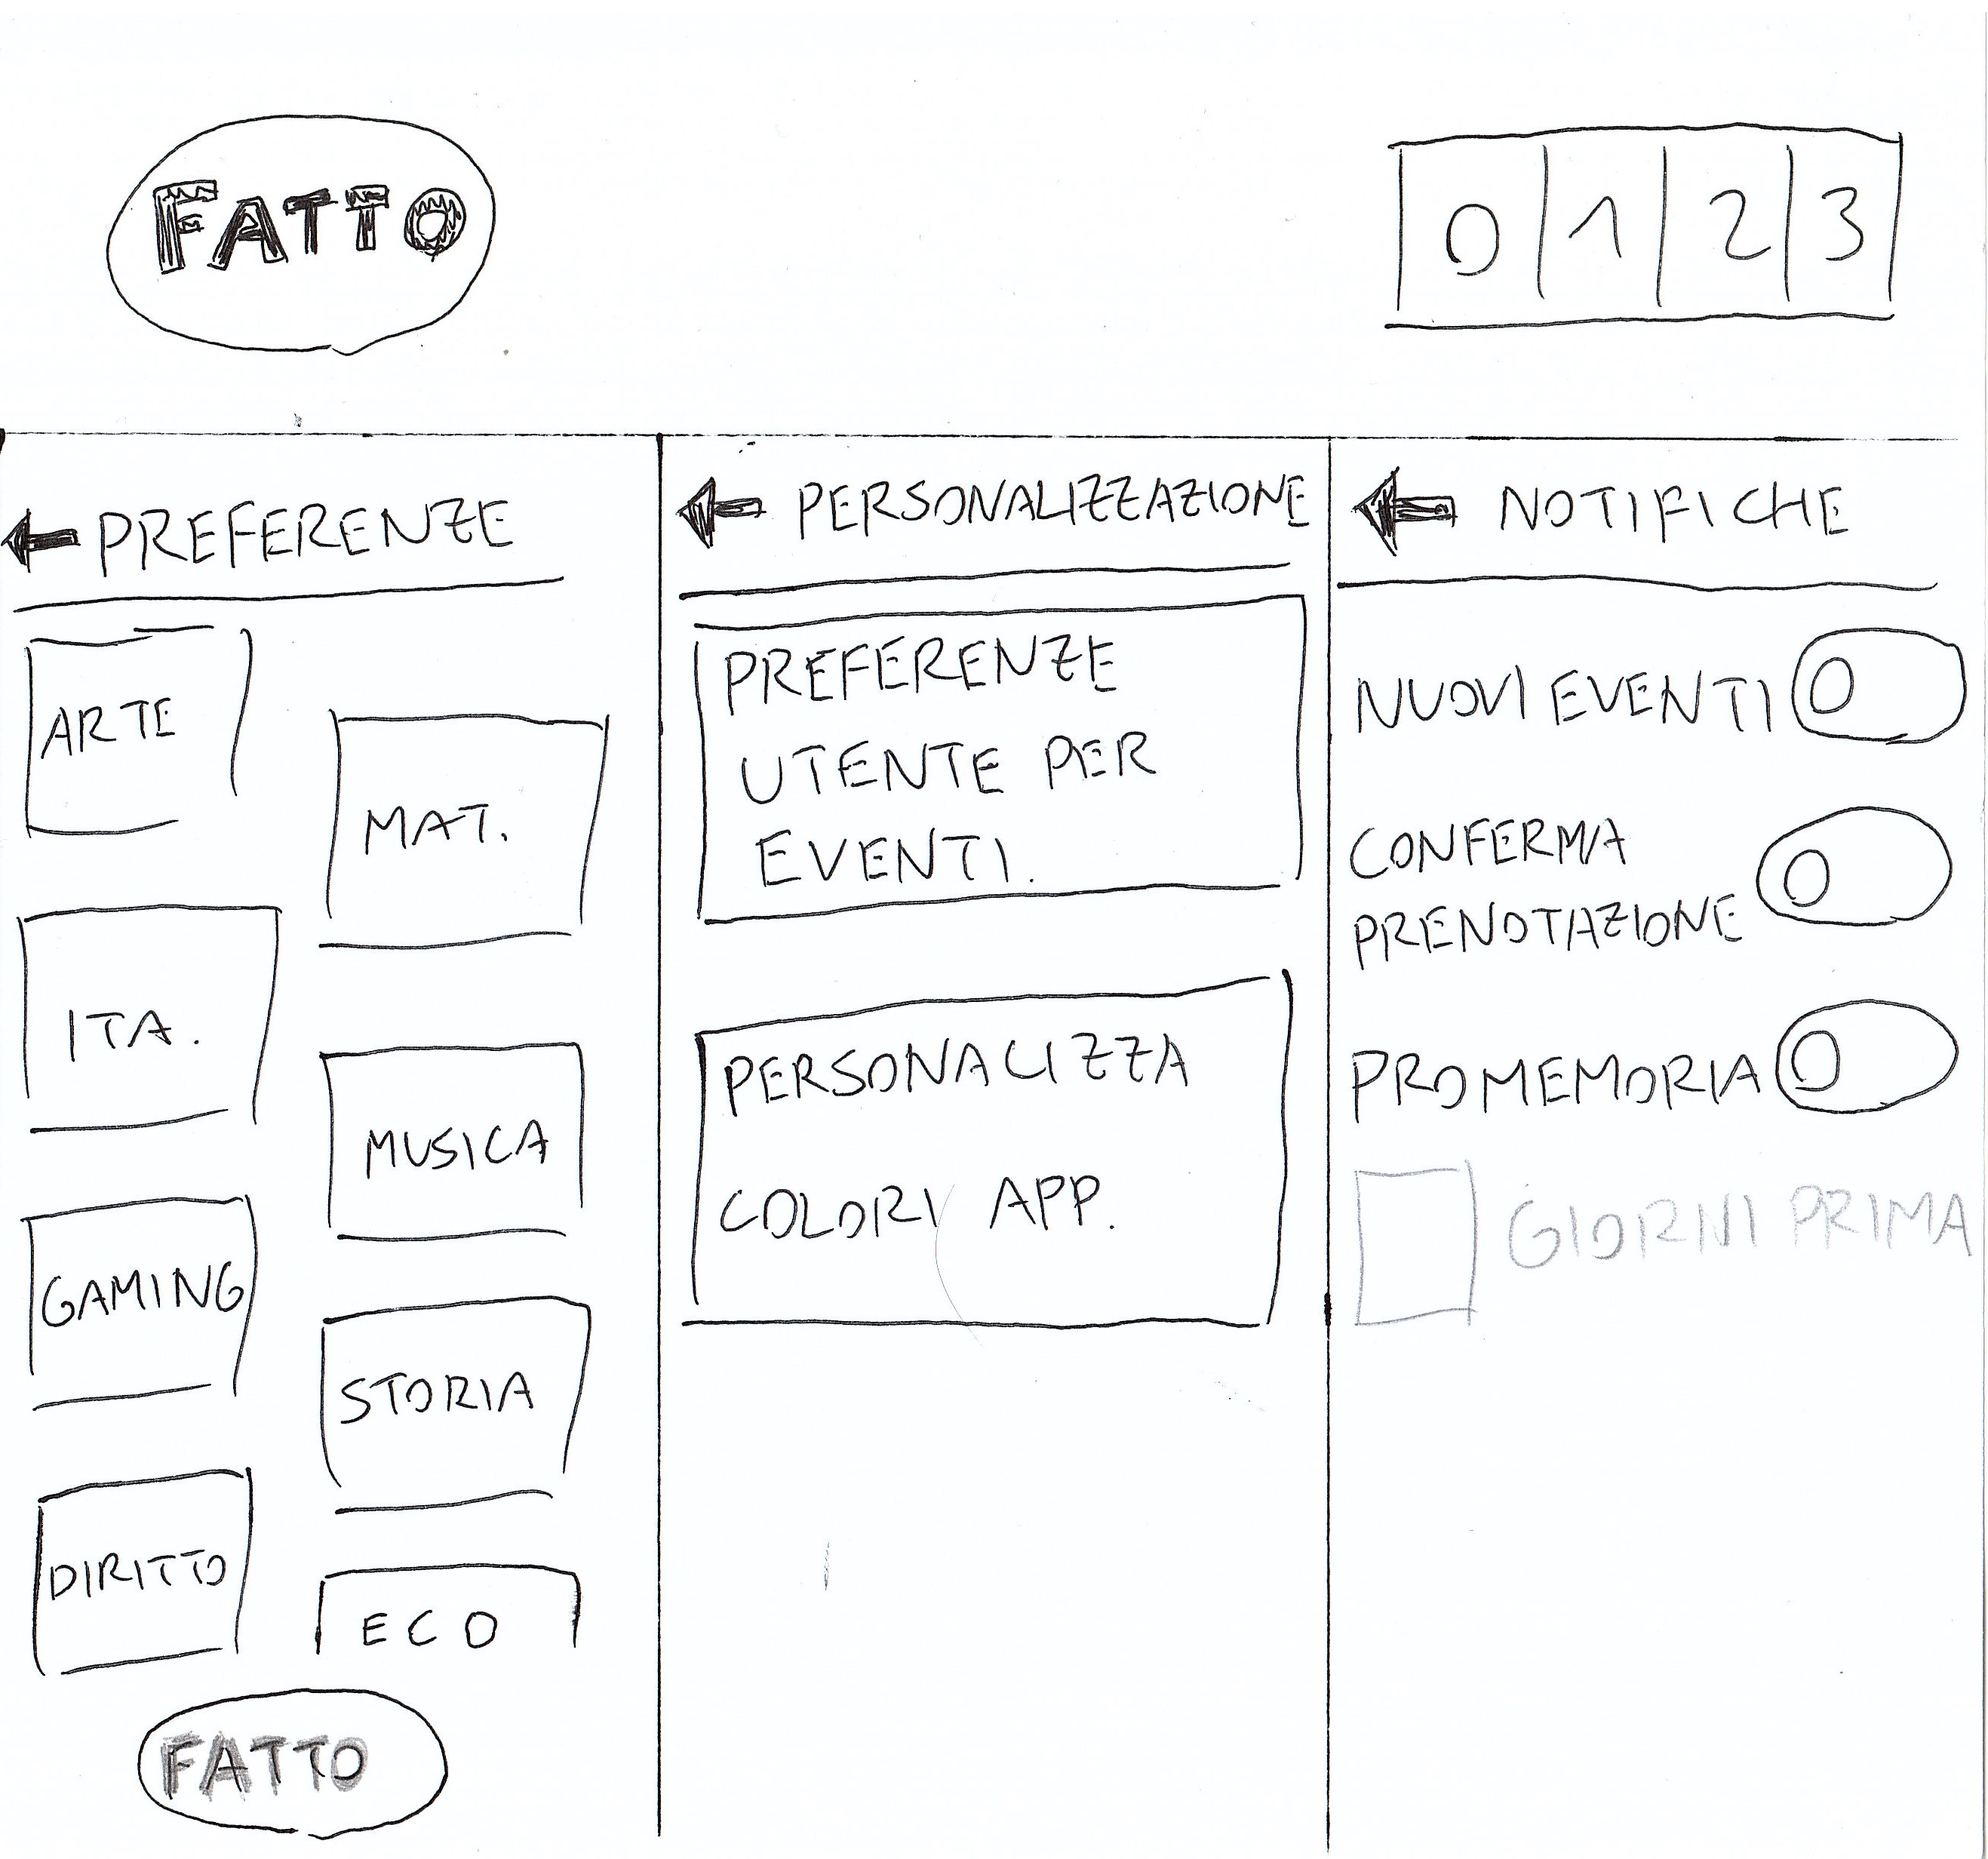 FATTO
0 1 2 3
PREFERENZE
ARTE
MAT.
ITA.
MUSICA
GAMING
STORIA
DIRITTO
ECO
FATTO
PERSONALIZZAZIONE
PREFERENZE
UTENTE PER
EVENTI.
PERSONALIZZA
COLORI APP.
NOTIFICHE
NUOVI EVENTI
CONFERMA
PRENOTAZIONE
PROMEMORIA
GIORNI PRIMA